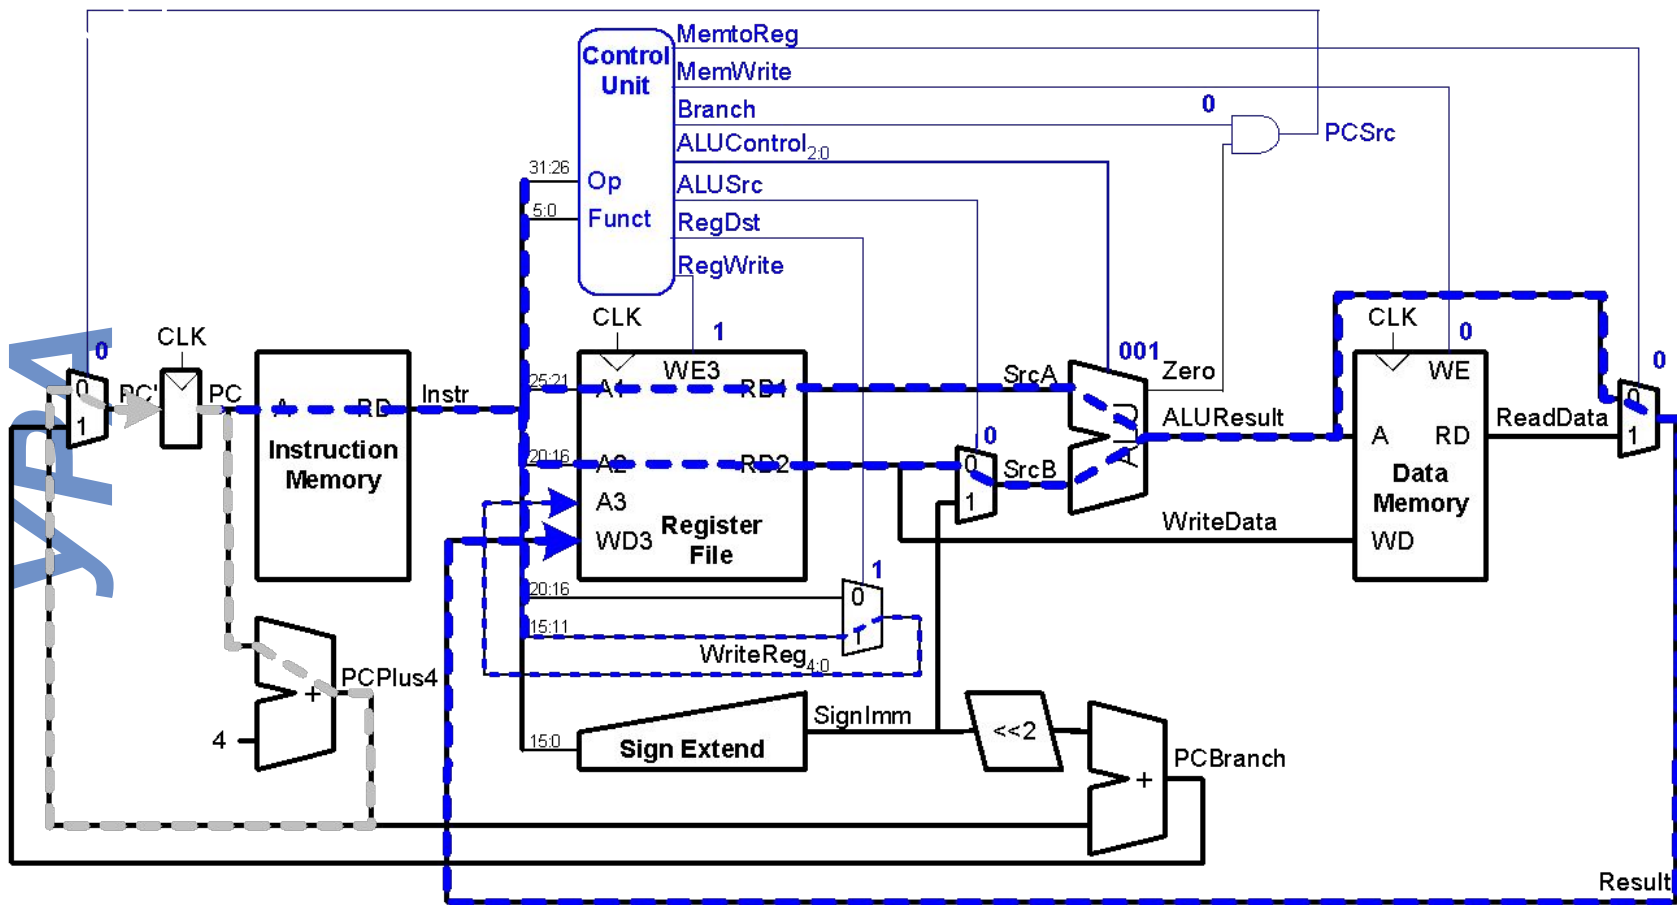 MemtoReg
Control
Unit
MemWrite
Branch
0
PCSrc
ALUControl2:0
31:26
Op
ALUSrc
5:0
Funct
RegDst
RegWrite
CLK
CLK
CLK
1
0
0
001
0
0
PC'
PC
1
A
RD
Instr
Instruction
Memory
25:21
A1
WE3
RD1
SrcA
Zero
WE
0
20:16
A2
RD2
0
SrcB
ALU
ALUResult
A
RD
ReadData
1
A3
1
Data
Memory
WD3
Register
File
WriteData
WD
1
20:16
0
15:11
1
WriteReg4:0
PCPlus4
+
4
15:0
Sign Extend
SignImm
<<2
PCBranch
+
Result